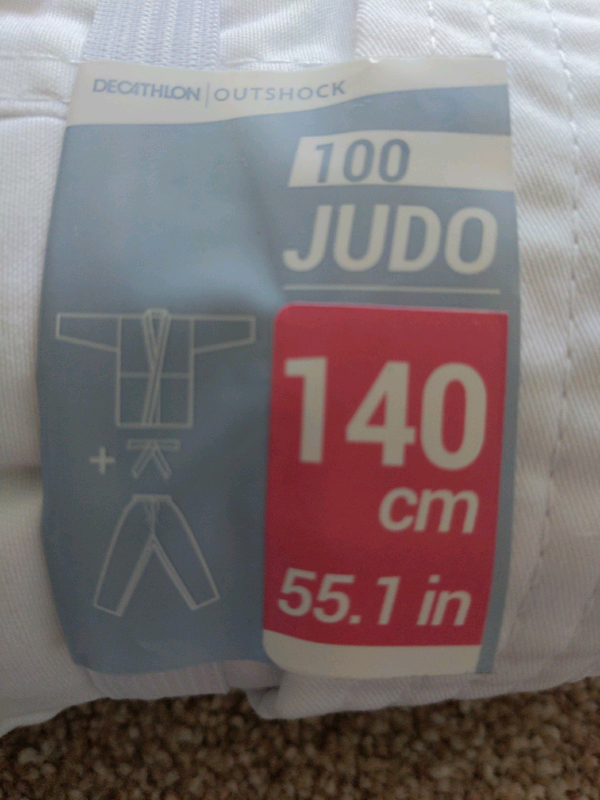 DECATHLON | OUTSHOCK
100
JUDO
140
cm
55.1 in
+